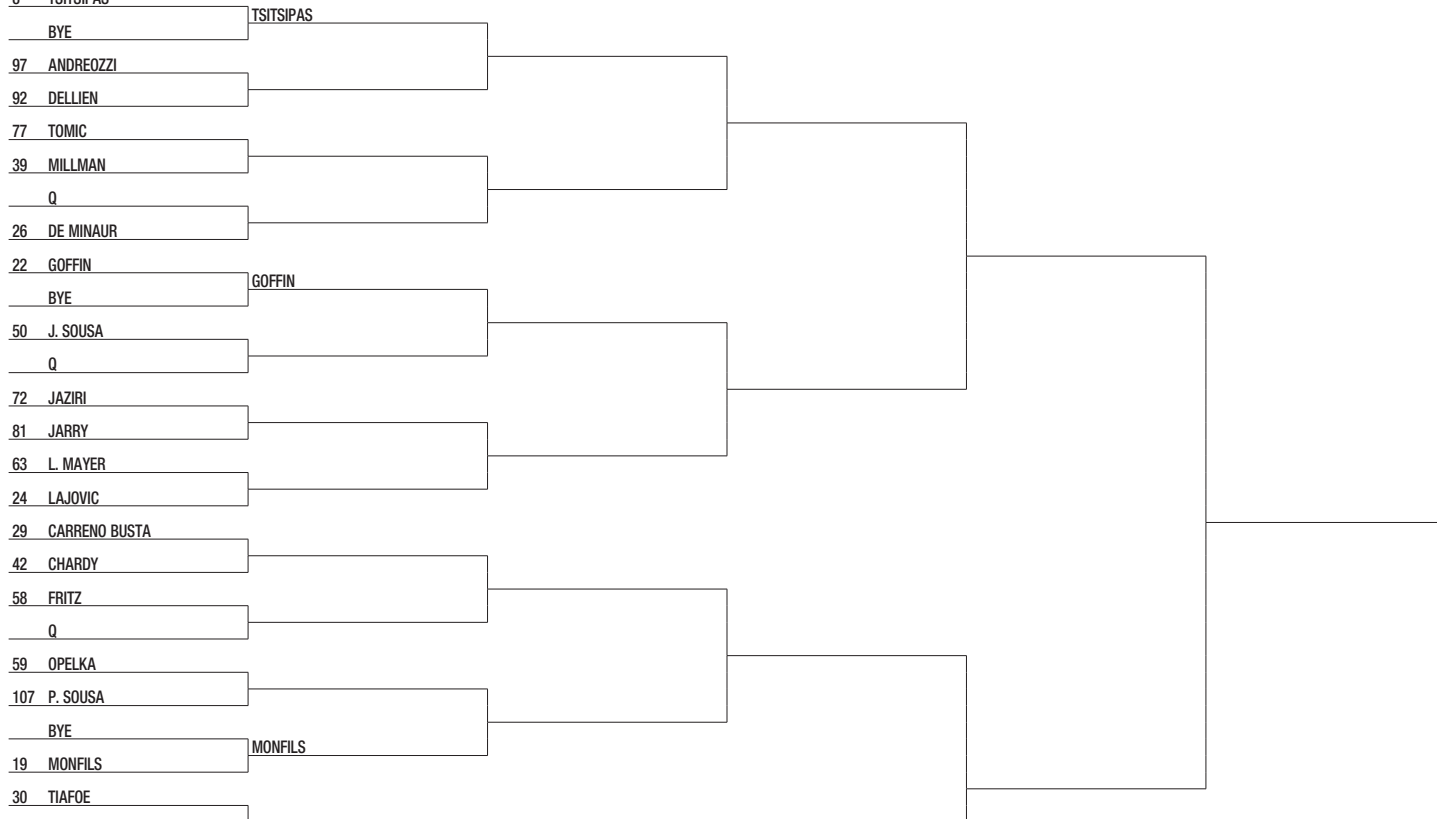 TSITSIPAS
TSITSIPAS
BYE
97 ANDREOZZI
92 DELLIEN
77 TOMIC
39 MILLMAN
Q
26 DE MINAUR
22 GOFFIN
GOFFIN
BYE
50 J. SOUSA
Q
72 JAZIRI
81 JARRY
63 L. MAYER
24 LAJOVIC
29 CARRENO BUSTA
42 CHARDY
58 FRITZ
Q
59 OPELKA
107 P. SOUSA
BYE
MONFILS
19 MONFILS
30 TIAFOE